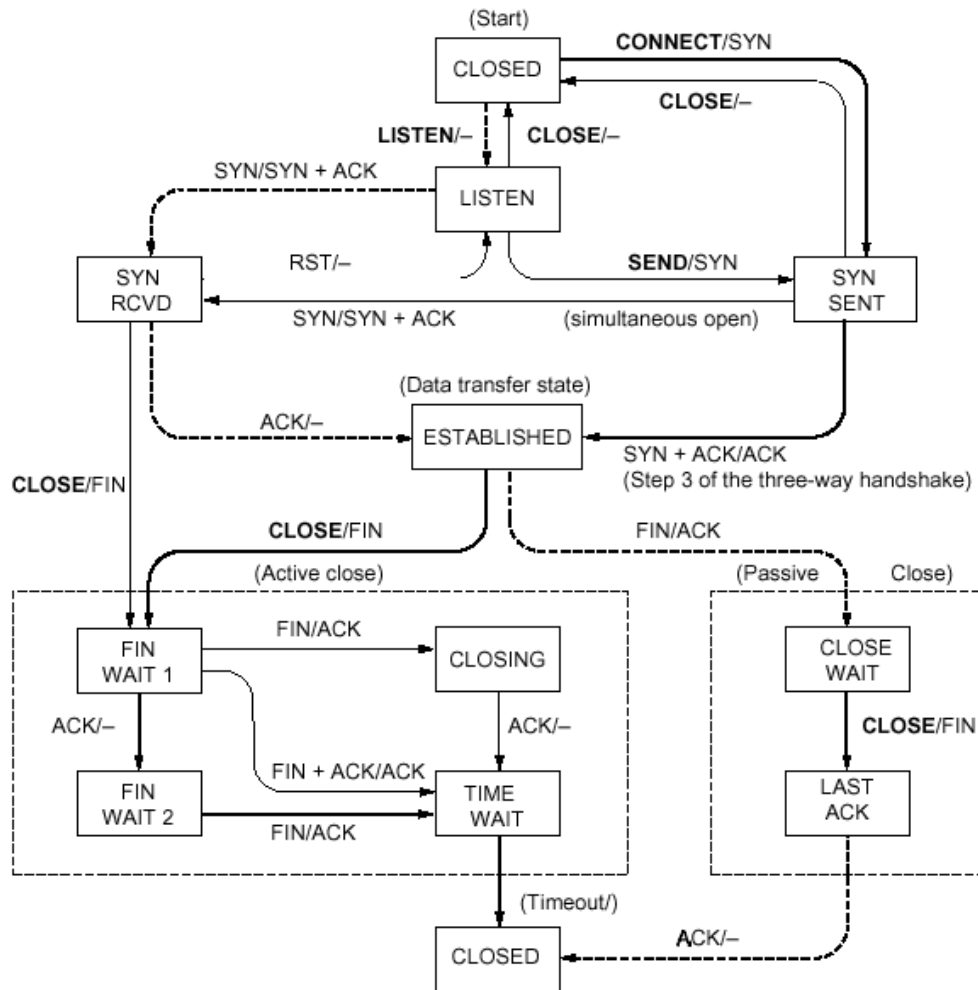 (Start)
CONNECT/SYN
CLOSED
CLOSE/–
LISTEN/– CLOSE/–
SYN/SYN + ACK
LISTEN
RST/–
SEND/SYN
SYN
RCVD
SYN
SENT
SYN/SYN + ACK
(simultaneous open)
(Data transfer state)
ACK/–
ESTABLISHED
SYN + ACK/ACK
(Step 3 of the three-way handshake)
CLOSE/FIN
CLOSE/FIN
FIN/ACK
(Active close)
(Passive Close)
FIN/ACK
FIN
WAIT 1
CLOSING
CLOSE
WAIT
ACK/–
ACK/–
CLOSE/FIN
FIN + ACK/ACK
FIN
WAIT 2
TIME
WAIT
LAST
ACK
FIN/ACK
(Timeout/)
ACK/–
CLOSED